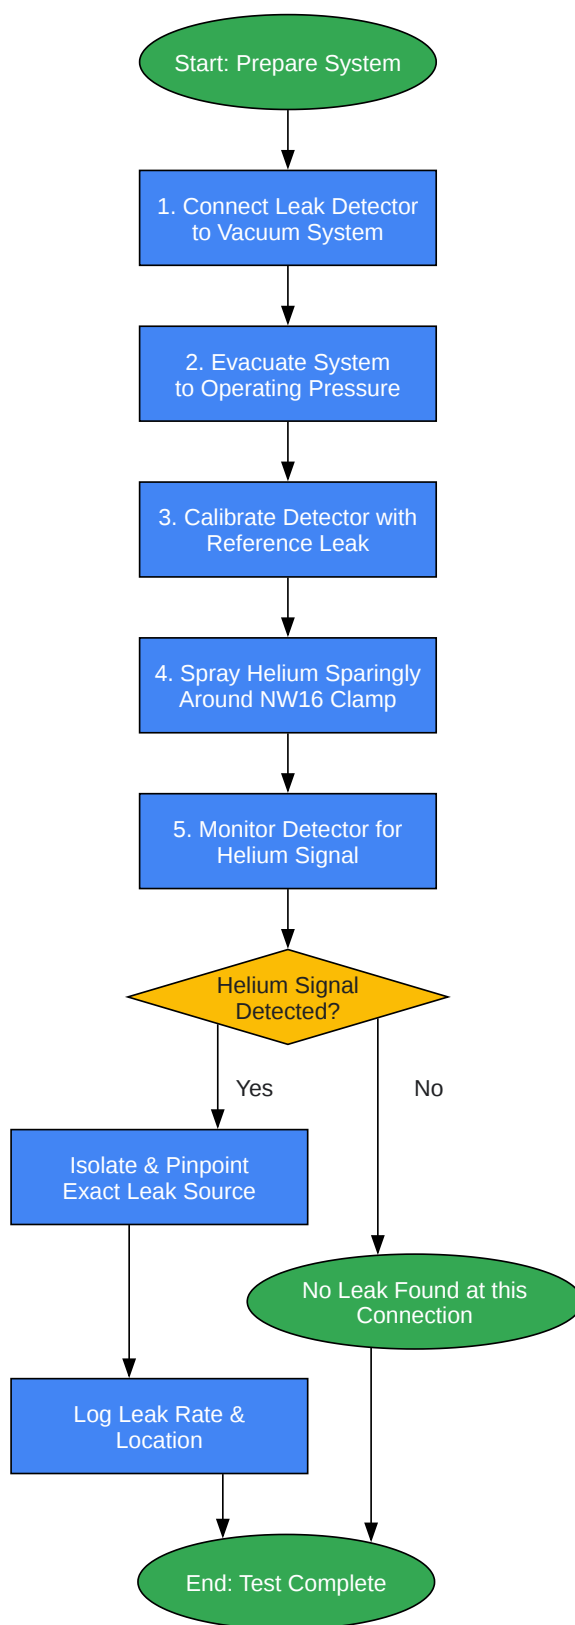 Start: Prepare System
1. Connect Leak Detector
to Vacuum System
2. Evacuate System
to Operating Pressure
3. Calibrate Detector with
Reference Leak
4. Spray Helium Sparingly
Around NW16 Clamp
5. Monitor Detector for
Helium Signal
Helium Signal
Detected?
Yes
No
Isolate & Pinpoint
Exact Leak Source
No Leak Found at this
Connection
Log Leak Rate &
Location
End: Test Complete